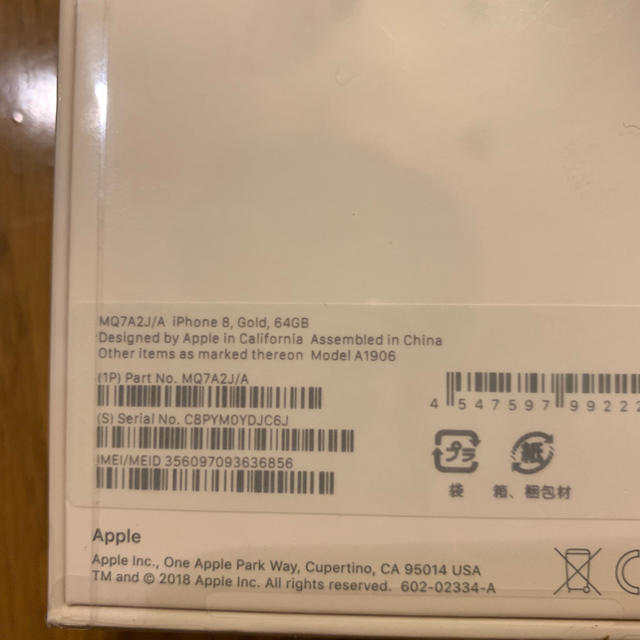 MQ7A2J/A iPhone 8, Gold, 64GB
Designed by Apple in California Assembled in China
Other items as marked thereon Model A1906
(1P) Part No. MQ7A2J/A
(S) Serial No. C8PYM0YDJC6J
IMEI/MEID 356097093636856
4 547597 99222
プラ 紙
袋 箱、梱包材
Apple
Apple Inc., One Apple Park Way, Cupertino, CA 95014 USA
TM and © 2018 Apple Inc. All rights reserved. 602-02334-A